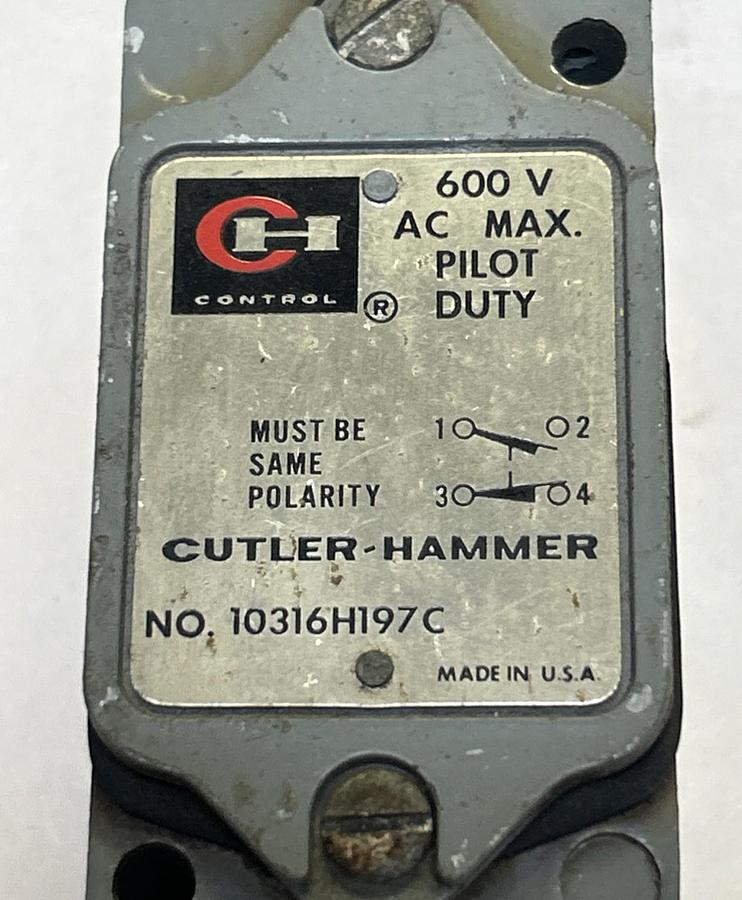 CH
CONTROL
®
600 V
AC MAX.
PILOT
DUTY
MUST BE
SAME
POLARITY
1 2
3 4
CUTLER-HAMMER
NO. 10316H197C
MADE IN U.S.A.